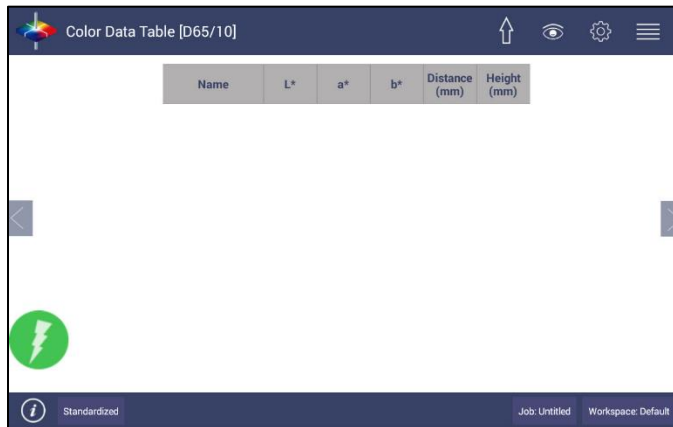 Color Data Table [D65/10]
Name L* a* b* Distance (mm) Height (mm)
i Standardized Job: Untitled Workspace: Default